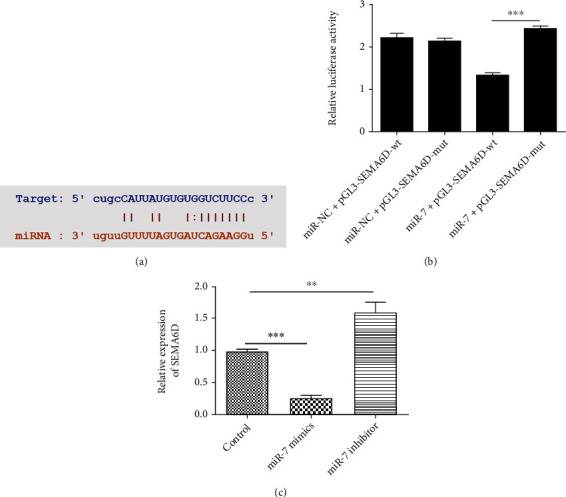 Target: 5' cugcCAUUAUGUGUGGUCUUCCc 3'
|| || |:|||||||
miRNA : 3' uguuGUUUUAGUGAUCAGAAGGu 5'
(a)
Relative luciferase activity
3
2
1
0
***
miR-NC + pGL3-SEMA6D-wt
miR-NC + pGL3-SEMA6D-mut
miR-7 + pGL3-SEMA6D-wt
miR-7 + pGL3-SEMA6D-mut
(b)
Relative expression
of SEMA6D
2.0
1.5
1.0
0.5
0.0
**
***
Control
miR-7 mimics
miR-7 inhibitor
(c)